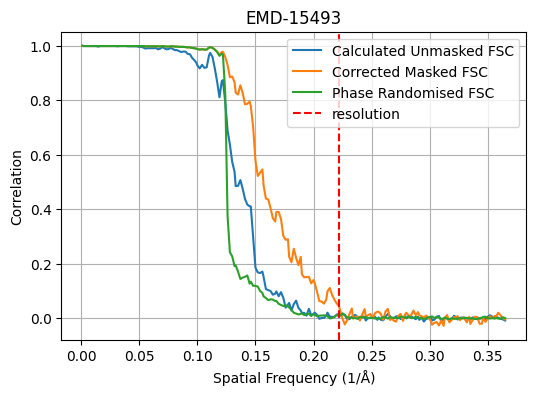 EMD-15493
Calculated Unmasked FSC
Corrected Masked FSC
Phase Randomised FSC
resolution
Correlation
1.0
0.8
0.6
0.4
0.2
0.0
0.00 0.05 0.10 0.15 0.20 0.25 0.30 0.35
Spatial Frequency (1/Å)